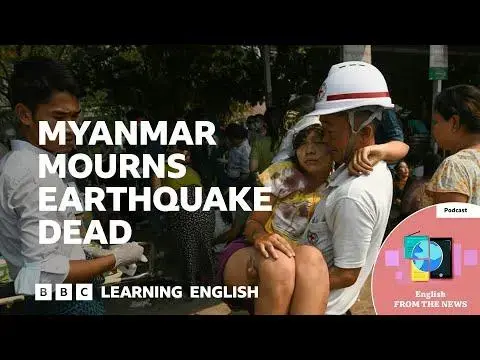 MYANMAR
MOURNS
EARTHQUAKE
DEAD
BBC LEARNING ENGLISH
Podcast
English
FROM THE NEWS